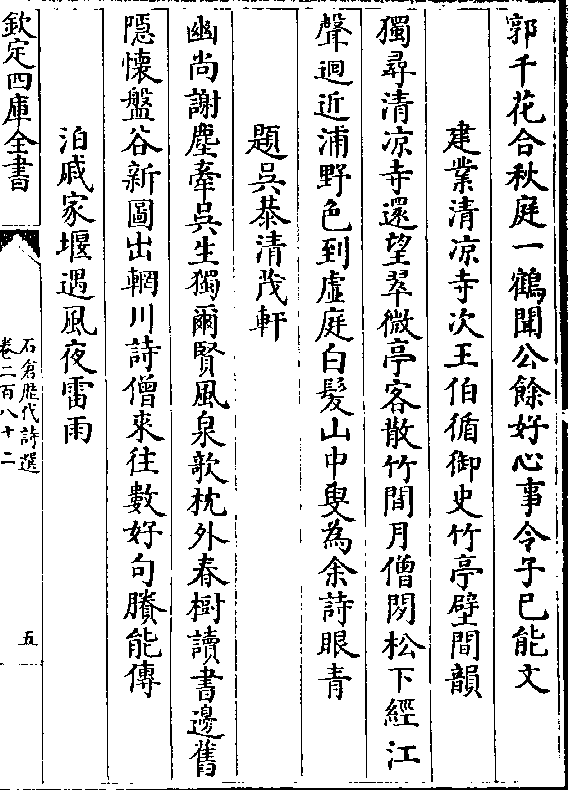 郭千花合秋庭一鶴聞公餘好心事令子已能文
建業清凉寺次王伯循御史竹亭壁間韻
獨尋清凉寺還望翠微亭客散竹間月僧閉松下經江
聲迴近浦野色到虛庭白髮山中叟為余詩眼青
題吳恭清茂軒
幽尚謝塵牽吳生獨爾賢風泉歌枕外春樹讀書邊舊
隱懷盤谷新圖出輞川詩僧來往數好句賸能傳
泊戚家堰遇風夜雷雨
欽定四庫全書
石倉歷代詩選
卷二百八十二
五